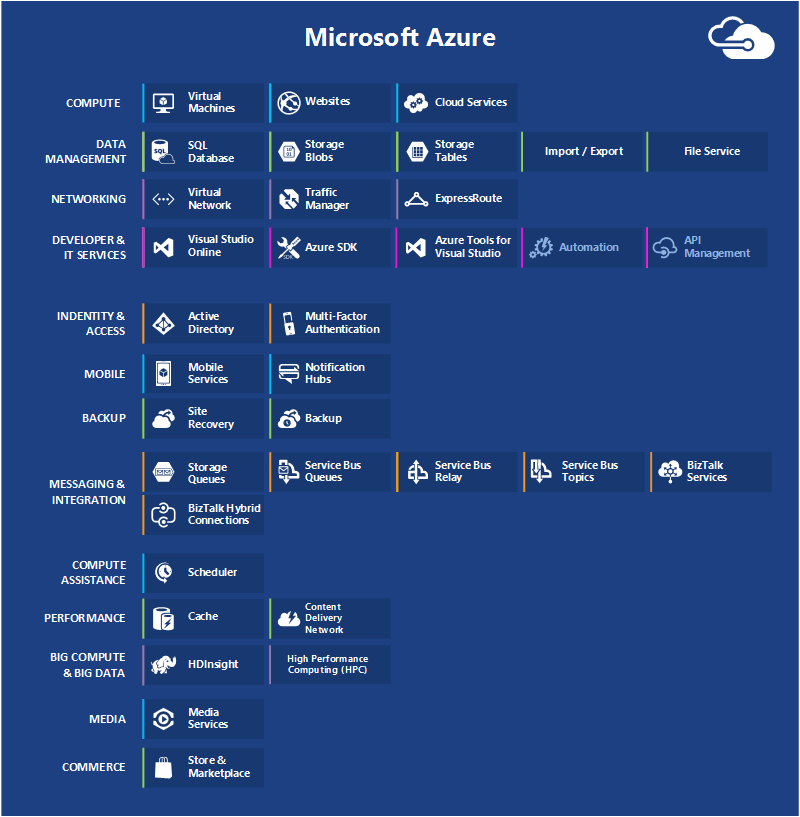 Microsoft Azure
COMPUTE
Virtual
Machines
Websites
Cloud Services
DATA
MANAGEMENT
SQL
SQL
Database
10
01
Storage
Blobs
Storage
Tables
Import / Export
File Service
NETWORKING
Virtual
Network
Traffic
Manager
ExpressRoute
DEVELOPER &
IT SERVICES
Visual Studio
Online
SDK
Azure SDK
Azure Tools for
Visual Studio
Automation
API
Management
INDENTITY &
ACCESS
Active
Directory
Multi-Factor
Authentication
MOBILE
Mobile
Services
Notification
Hubs
BACKUP
Site
Recovery
Backup
MESSAGING &
INTEGRATION
Storage
Queues
Service Bus
Queues
Service Bus
Relay
Service Bus
Topics
BizTalk
Services
BizTalk Hybrid
Connections
COMPUTE
ASSISTANCE
Scheduler
PERFORMANCE
Cache
Content
Delivery
Network
BIG COMPUTE
& BIG DATA
HDInsight
High Performance
Computing (HPC)
MEDIA
Media
Services
COMMERCE
Store &
Marketplace